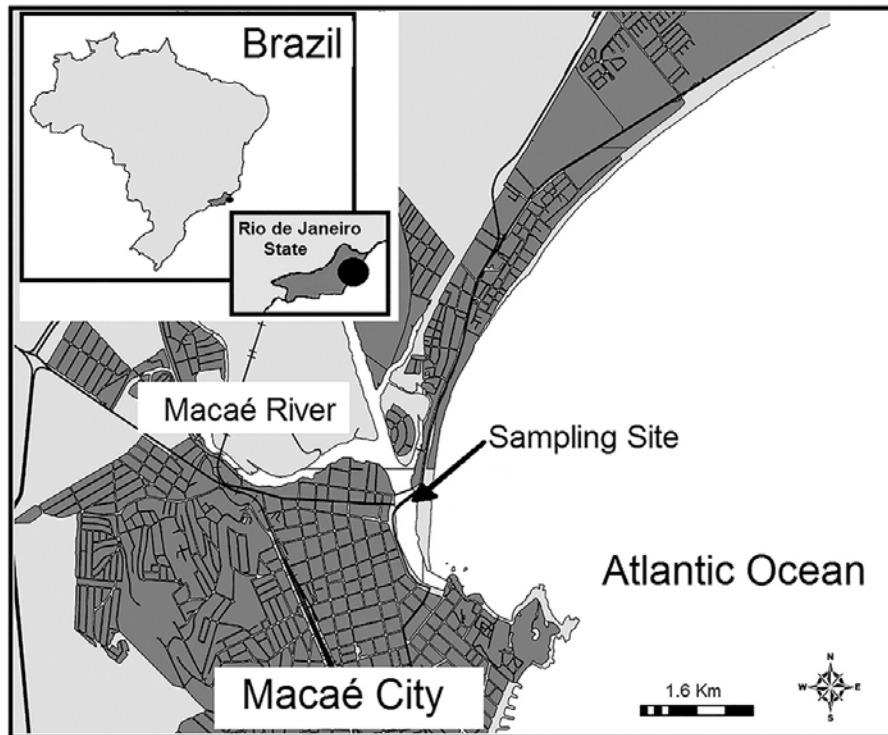 Brazil
Rio de Janeiro
State
Macaé River
Sampling Site
Atlantic Ocean
Macaé City
1.6 Km
N
W
E
S